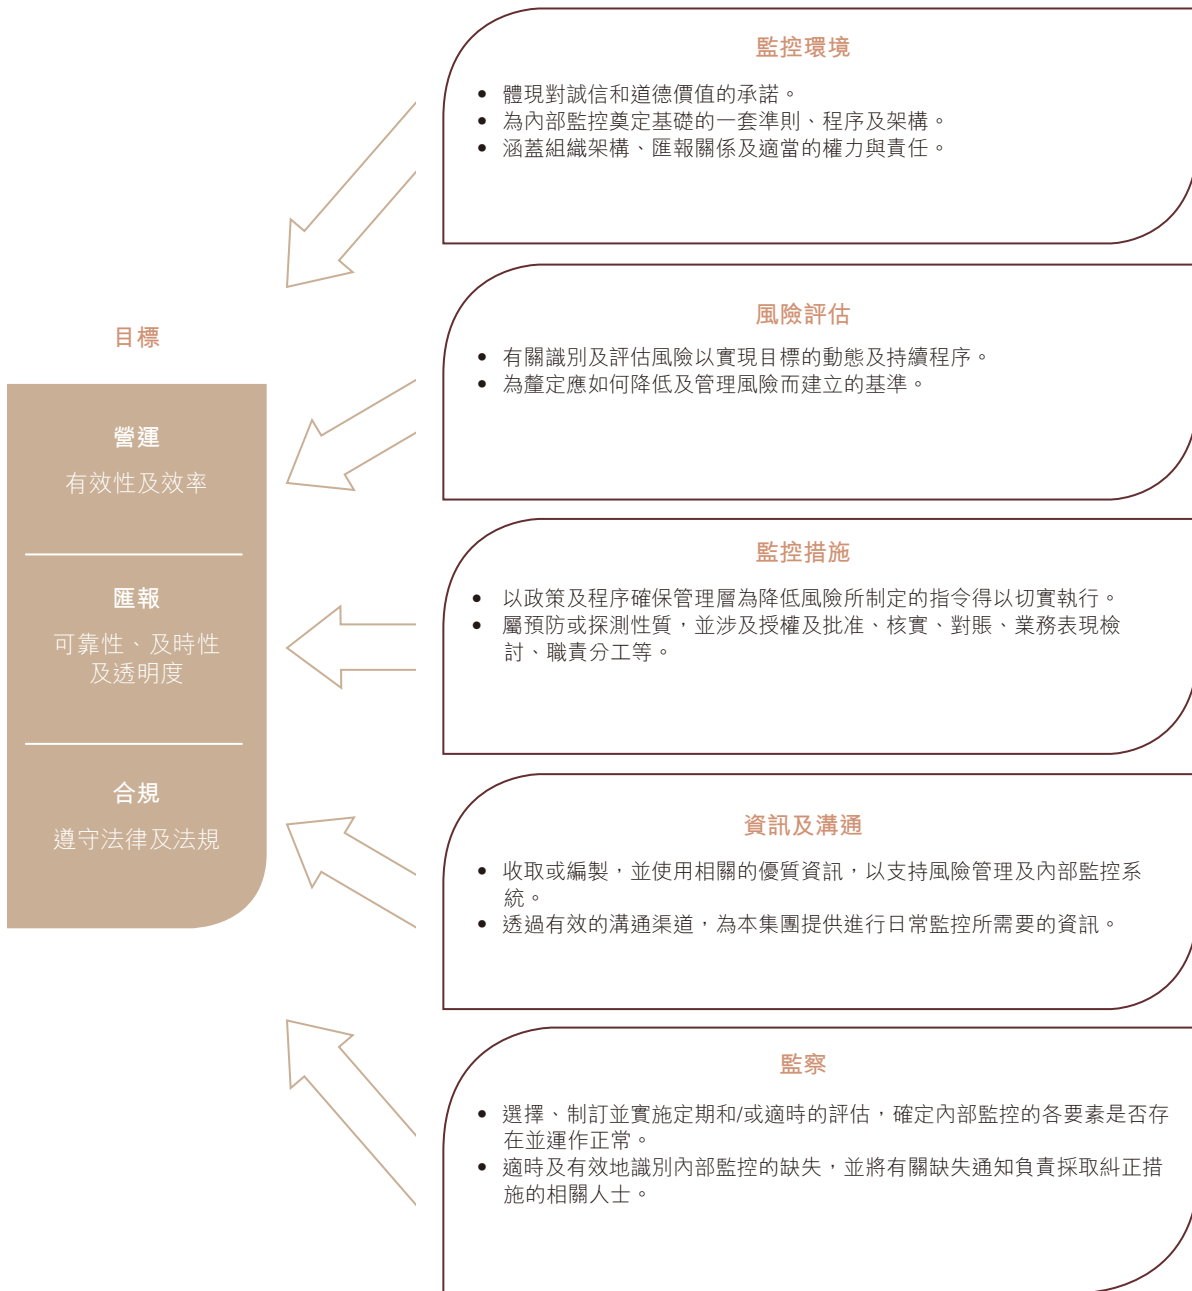 目標
營運
有效性及效率
匯報
可靠性、及時性
及透明度
合規
遵守法律及法規
監控環境
• 體現對誠信和道德價值的承諾。
• 為內部監控奠定基礎的一套準則、程序及架構。
• 涵蓋組織架構、匯報關係及適當的權力與責任。
風險評估
• 有關識別及評估風險以實現目標的動態及持續程序。
• 為釐定應如何降低及管理風險而建立的基準。
監控措施
• 以政策及程序確保管理層為降低風險所制定的指令得以切實執行。
• 屬預防或探測性質，並涉及授權及批准、核實、對賬、業務表現檢
討、職責分工等。
資訊及溝通
• 收取或編製，並使用相關的優質資訊，以支持風險管理及內部監控系
統。
• 透過有效的溝通渠道，為本集團提供進行日常監控所需要的資訊。
監察
• 選擇、制訂並實施定期和/或適時的評估，確定內部監控的各要素是否存
在並運作正常。
• 適時及有效地識別內部監控的缺失，並將有關缺失通知負責採取糾正措
施的相關人士。